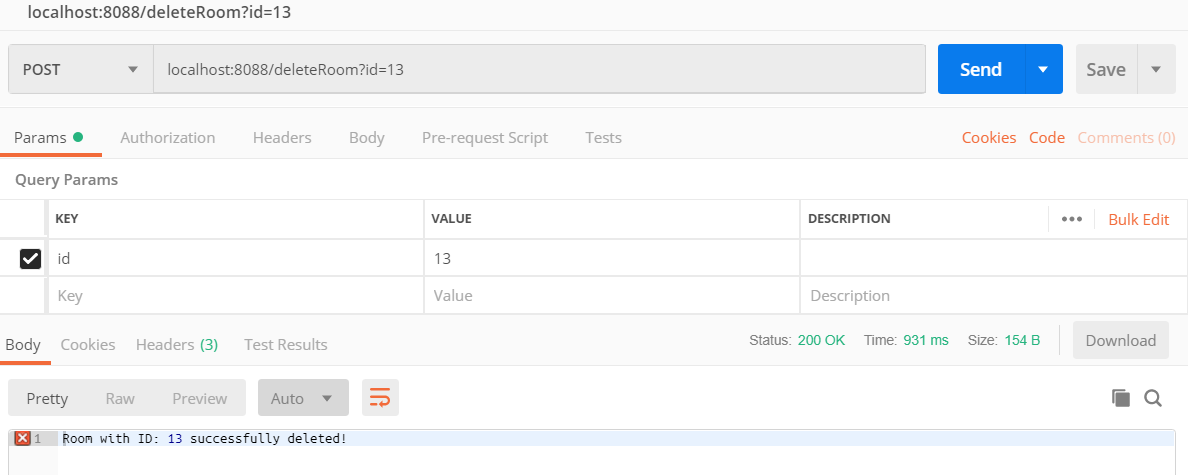 localhost:8088/deleteRoom?id=13
POST localhost:8088/deleteRoom?id=13 Send Save
Params Authorization Headers Body Pre-request Script Tests Cookies Code Comments (0)
Query Params
KEY VALUE DESCRIPTION ••• Bulk Edit
id 13
Key Value Description
Body Cookies Headers (3) Test Results Status: 200 OK Time: 931 ms Size: 154 B Download
Pretty Raw Preview Auto
1 Room with ID: 13 successfully deleted!